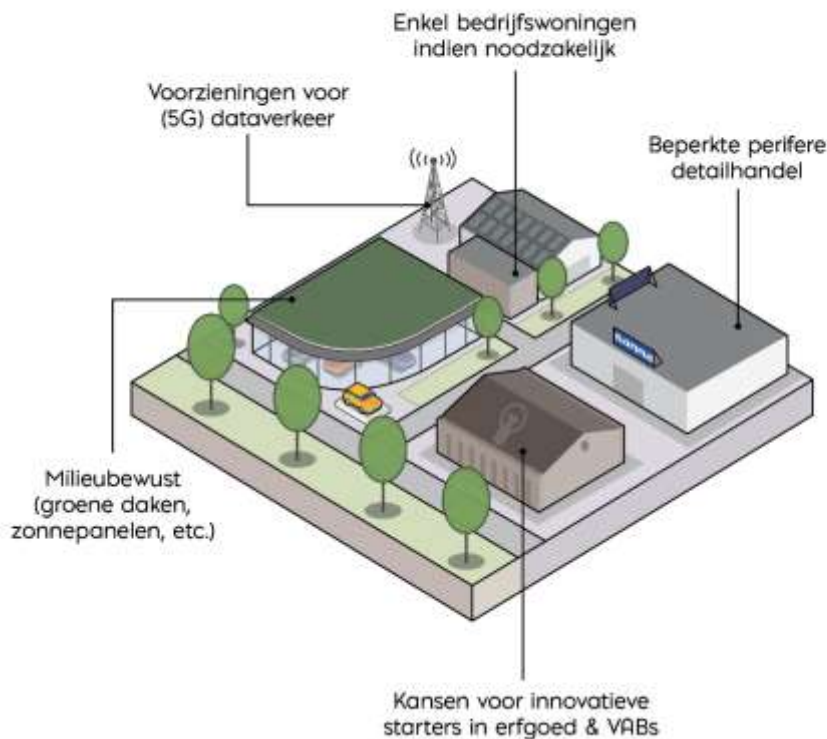 Enkel bedrijfswoningen
indien noodzakelijk
Voorzieningen voor
(5G) dataverkeer
Beperkte perifere
detailhandel
Milieubewust
(groene daken,
zonnepanelen, etc.)
Kansen voor innovatieve
starters in erfgoed & VABs